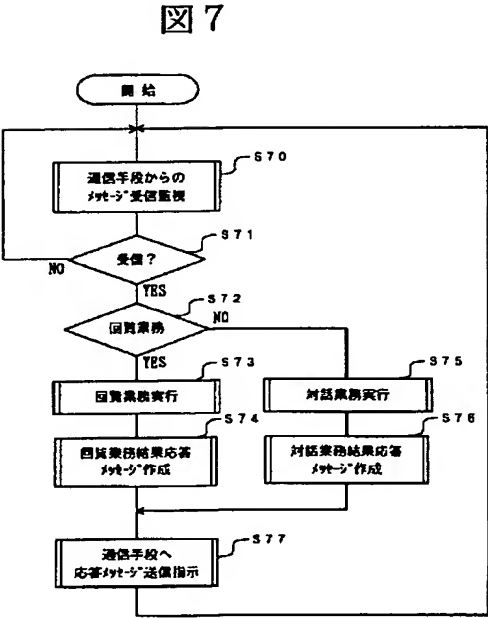 図7
開始
通信手段からの
ﾒｯｾｰｼﾞ受信監視
S70
受信?
S71
NO
YES
回覧業務
S72
NO
YES
回覧業務実行
S73
対話業務実行
S75
回覧業務結果応答
ﾒｯｾｰｼﾞ作成
S74
対話業務結果応答
ﾒｯｾｰｼﾞ作成
S76
通信手段へ
応答ﾒｯｾｰｼﾞ送信指示
S77